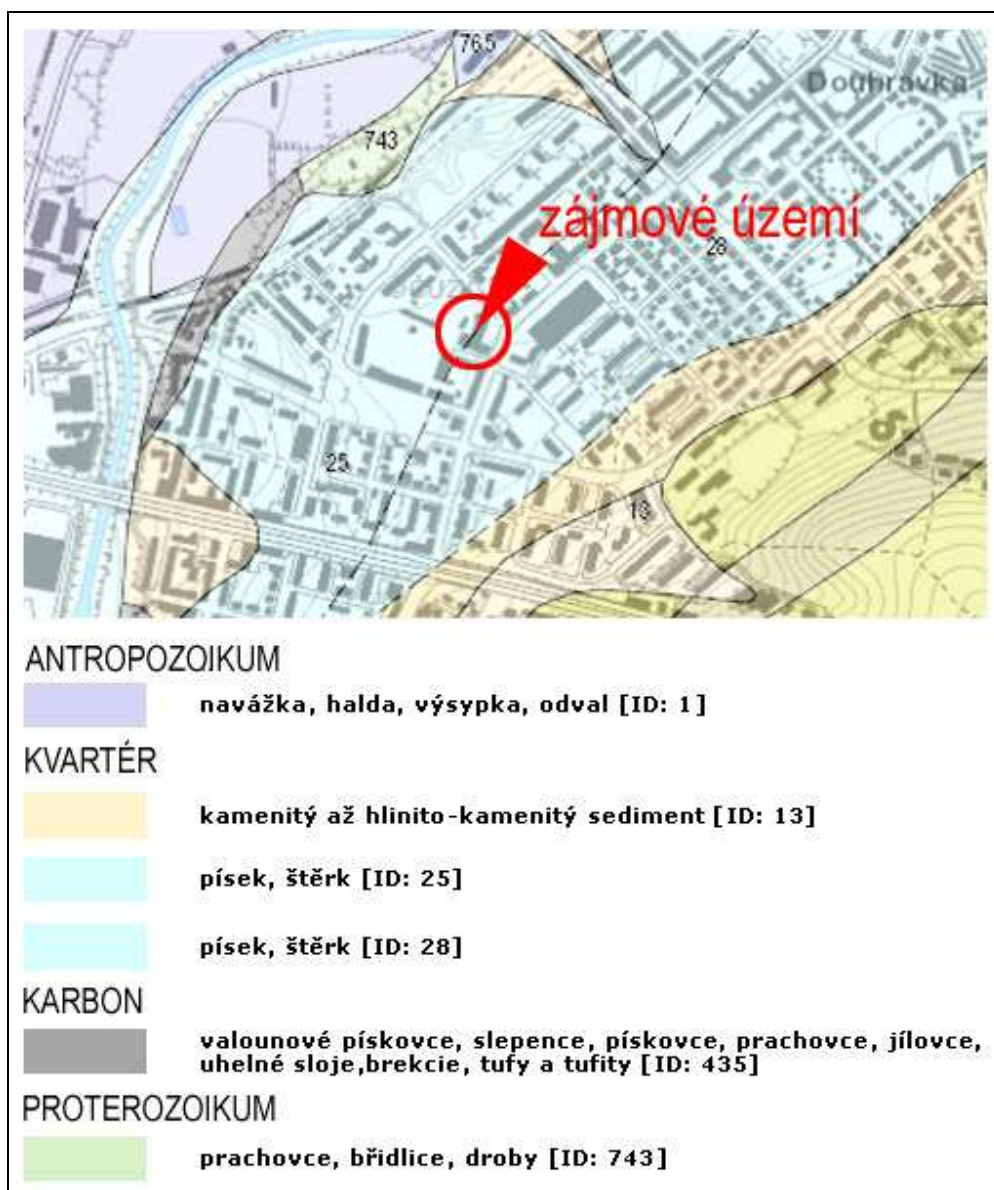 765
Doubravka
743
zájmové území
28
25
13
ANTROPOZOIKUM
navážka, halda, výsypka, odval [ID: 1]
KVARTÉR
kamenitý až hlinito-kamenitý sediment [ID: 13]
písek, štěrk [ID: 25]
písek, štěrk [ID: 28]
KARBON
valounové pískovce, slepence, pískovce, prachovce, jílovce,
uhelné sloje,brekcie, tufy a tufity [ID: 435]
PROTEROZOIKUM
prachovce, břidlice, droby [ID: 743]